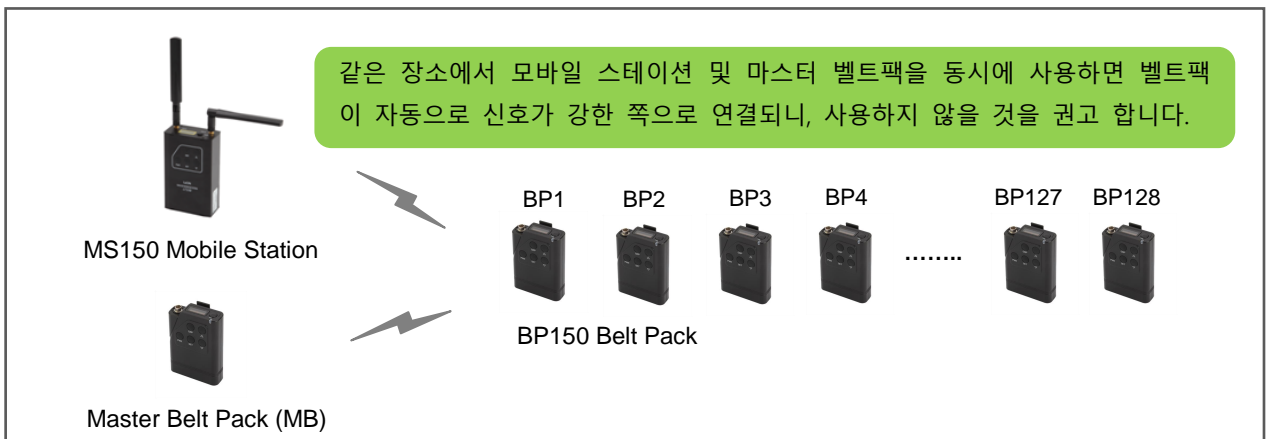 같은 장소에서 모바일 스테이션 및 마스터 벨트팩을 동시에 사용하면 벨트팩
이 자동으로 신호가 강한 쪽으로 연결되니, 사용하지 않을 것을 권고 합니다.
BP1 BP2 BP3 BP4 BP127 BP128
MS150 Mobile Station
……..
BP150 Belt Pack
Master Belt Pack (MB)